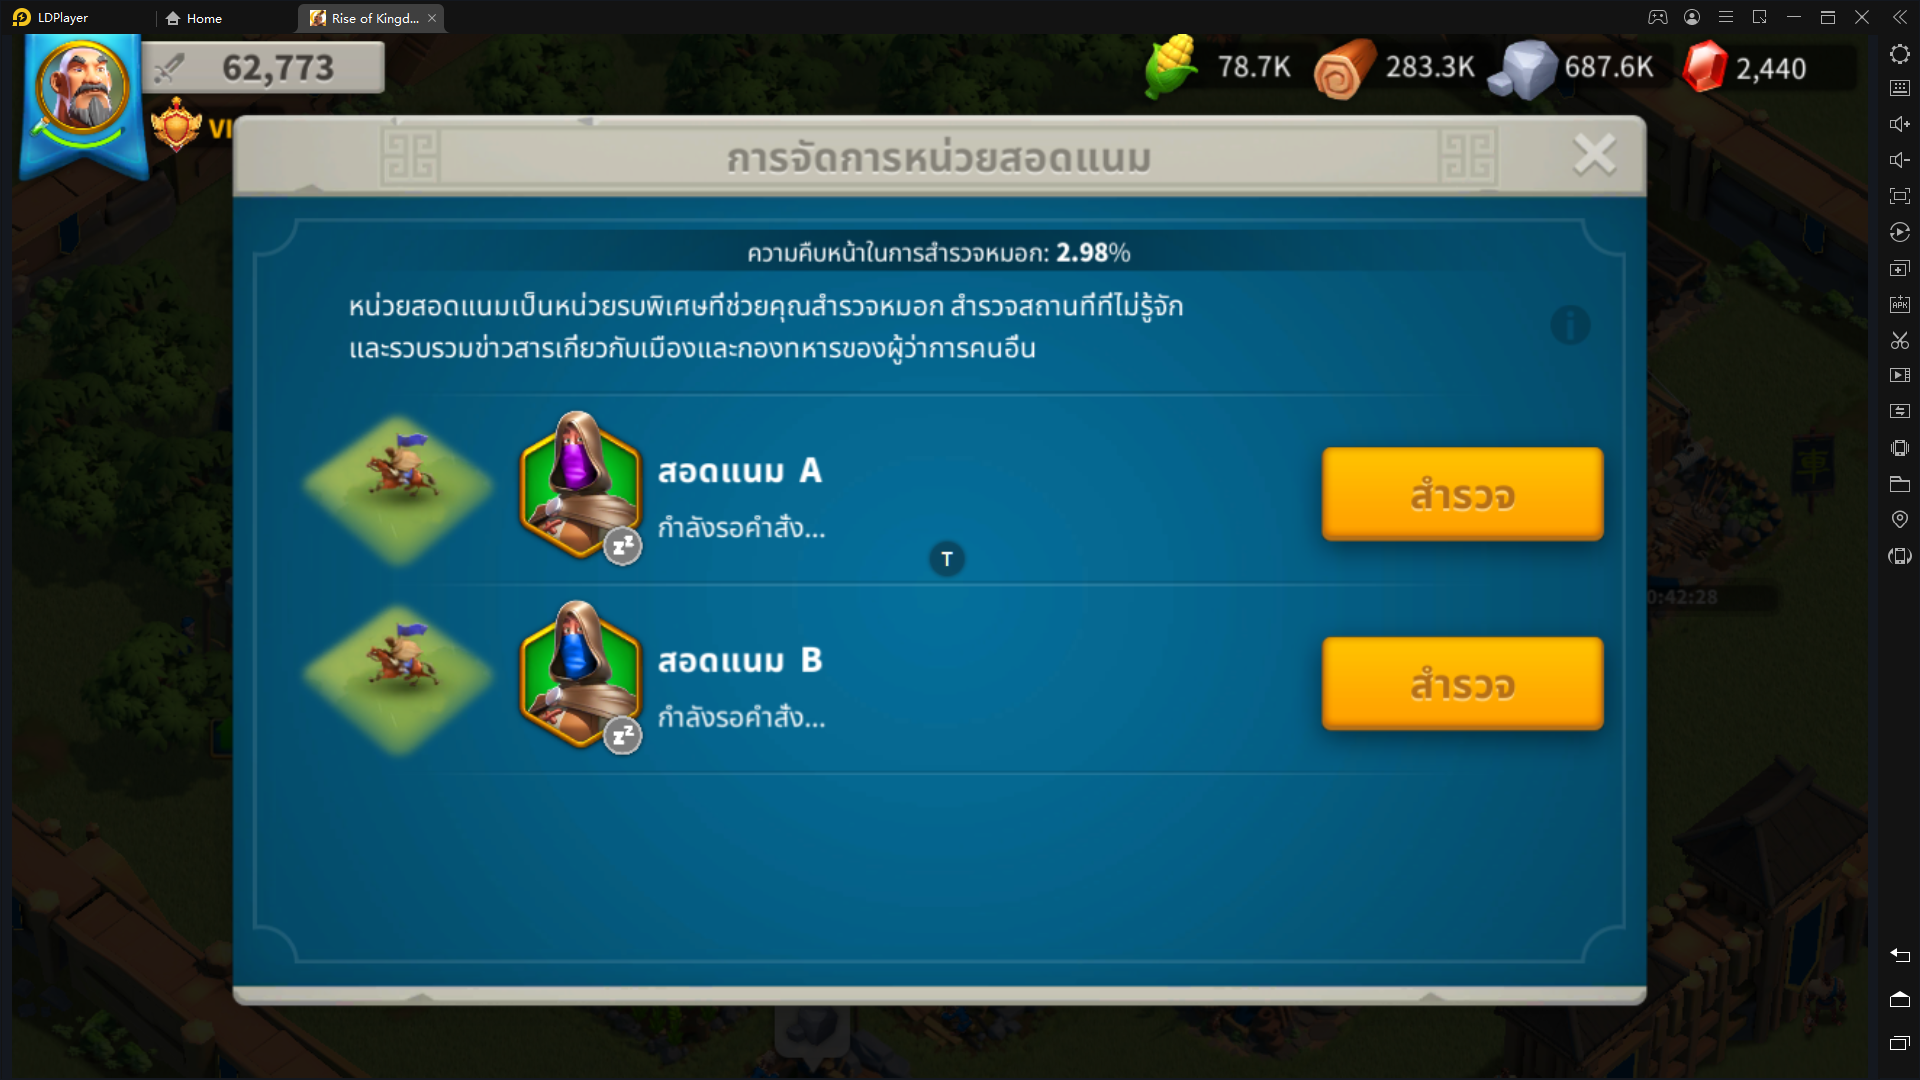 LDPlayer
Home
Rise of Kingd...
62,773
78.7K
283.3K
687.6K
2,440
VI
การจัดการหน่วยสอดแนม
ความคืบหน้าในการสำรวจหมอก: 2.98%
หน่วยสอดแนมเป็นหน่วยรบพิเศษที่ช่วยคุณสำรวจหมอก สำรวจสถานที่ที่ไม่รู้จัก
และรวบรวมข่าวสารเกี่ยวกับเมืองและกองทหารของผู้ว่าการคนอื่น
สอดแนม A
กำลังรอคำสั่ง...
สำรวจ
T
0:42:28
สอดแนม B
กำลังรอคำสั่ง...
สำรวจ
APK